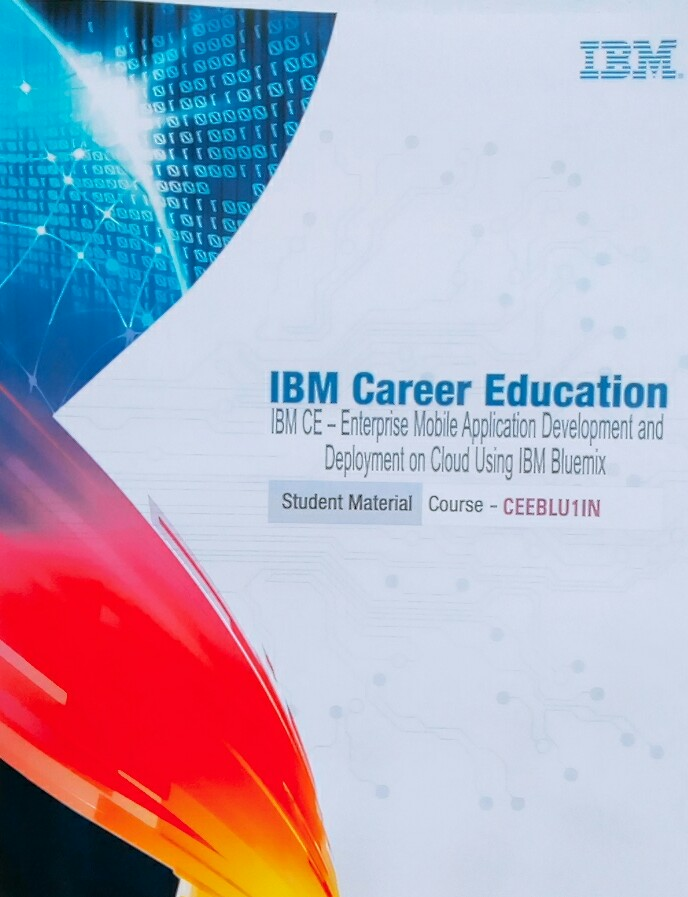 IBM
IBM Career Education
IBM CE – Enterprise Mobile Application Development and
Deployment on Cloud Using IBM Bluemix
Student Material Course - CEEBLU1IN